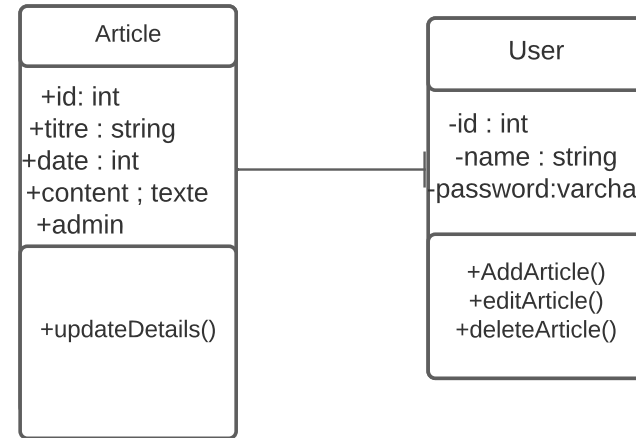 Article
+id: int
+titre : string
+date : int
+content ; texte
+admin
+updateDetails()
User
-id : int
-name : string
-password:varcha
+AddArticle()
+editArticle()
+deleteArticle()